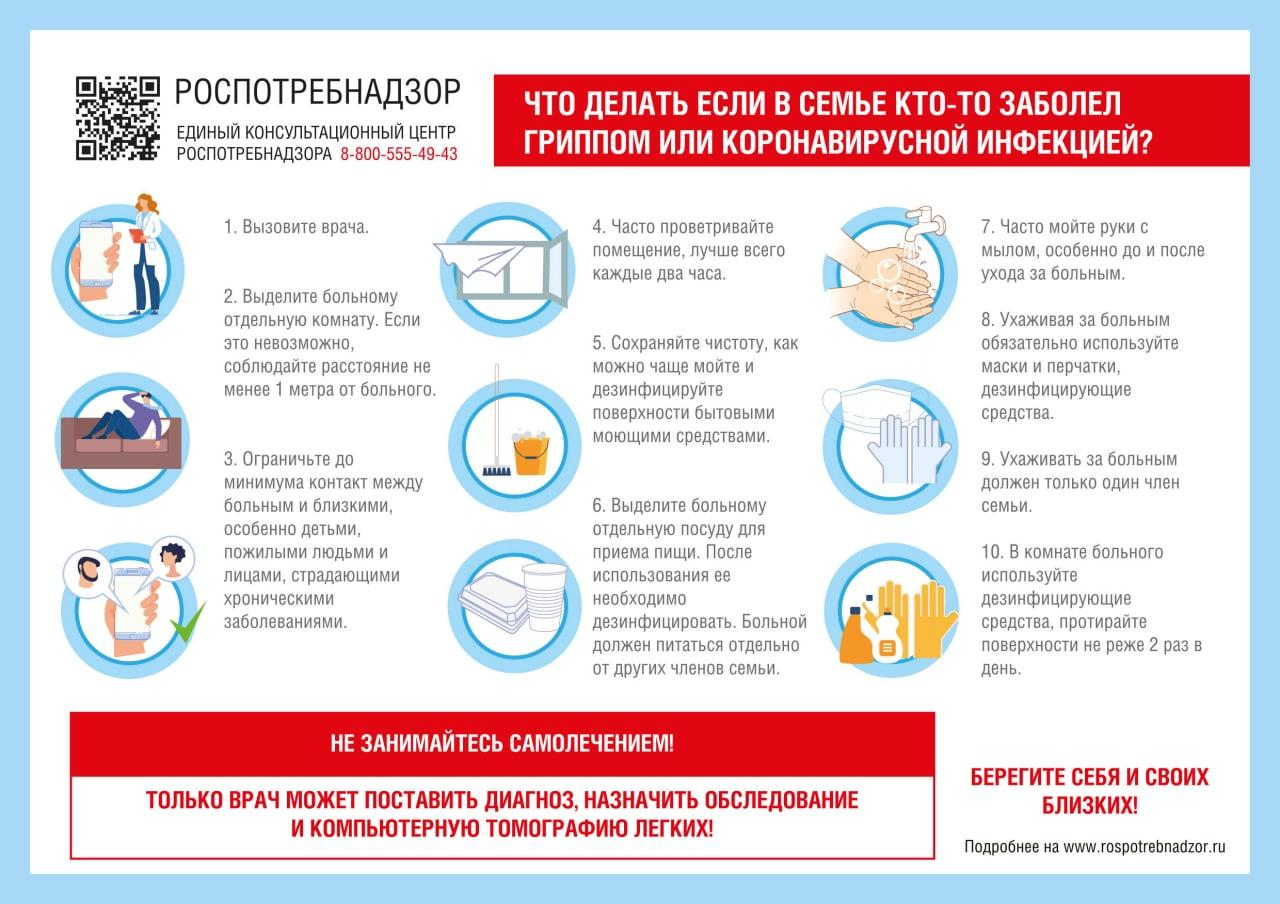 РОСПОТРЕБНАДЗОР
ЕДИНЫЙ КОНСУЛЬТАЦИОННЫЙ ЦЕНТР
РОСПОТРЕБНАДЗОРА 8-800-555-49-43
ЧТО ДЕЛАТЬ ЕСЛИ В СЕМЬЕ КТО-ТО ЗАБОЛЕЛ
ГРИППОМ ИЛИ КОРОНАВИРУСНОЙ ИНФЕКЦИЕЙ?
1. Вызовите врача.
2. Выделите больному
отдельную комнату. Если
это невозможно,
соблюдайте расстояние не
менее 1 метра от больного.
3. Ограничьте до
минимума контакт между
больным и близкими,
особенно детьми,
пожилыми людьми и
лицами, страдающими
хроническими
заболеваниями.
4. Часто проветривайте
помещение, лучше всего
каждые два часа.
5. Сохраняйте чистоту, как
можно чаще мойте и
дезинфицируйте
поверхности бытовыми
моющими средствами.
6. Выделите больному
отдельную посуду для
приема пищи. После
использования ее
необходимо
дезинфицировать. Больной
должен питаться отдельно
от других членов семьи.
7. Часто мойте руки с
мылом, особенно до и после
ухода за больным.
8. Ухаживая за больным
обязательно используйте
маски и перчатки,
дезинфицирующие
средства.
9. Ухаживать за больным
должен только один член
семьи.
10. В комнате больного
используйте
дезинфицирующие
средства, протирайте
поверхности не реже 2 раз в
день.
НЕ ЗАНИМАЙТЕСЬ САМОЛЕЧЕНИЕМ!
ТОЛЬКО ВРАЧ МОЖЕТ ПОСТАВИТЬ ДИАГНОЗ, НАЗНАЧИТЬ ОБСЛЕДОВАНИЕ
И КОМПЬЮТЕРНУЮ ТОМОГРАФИЮ ЛЕГКИХ!
БЕРЕГИТЕ СЕБЯ И СВОИХ
БЛИЗКИХ!
Подробнее на www.rospotrebnadzor.ru